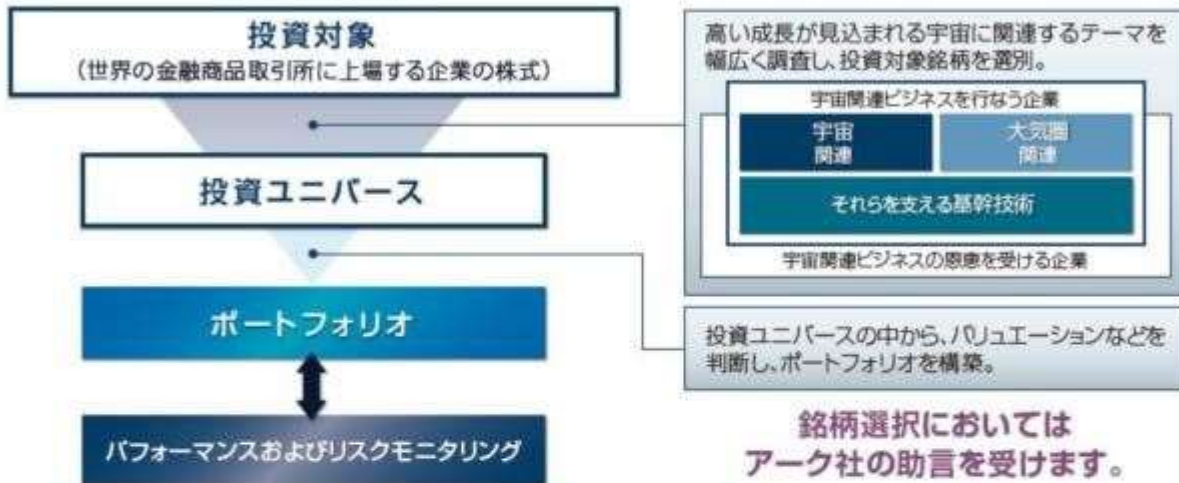 投資対象
（世界の金融商品取引所に上場する企業の株式）
投資ユニバース
ポートフォリオ
パフォーマンスおよびリスクモニタリング
高い成長が見込まれる宇宙に関連するテーマを
幅広く調査し、投資対象銘柄を選別。
宇宙関連ビジネスを行なう企業
宇宙
関連
大気圏
関連
それらを支える基幹技術
宇宙関連ビジネスの恩恵を受ける企業
投資ユニバースの中から、バリュエーションなどを
判断し、ポートフォリオを構築。
銘柄選択においては
アーク社の助言を受けます。